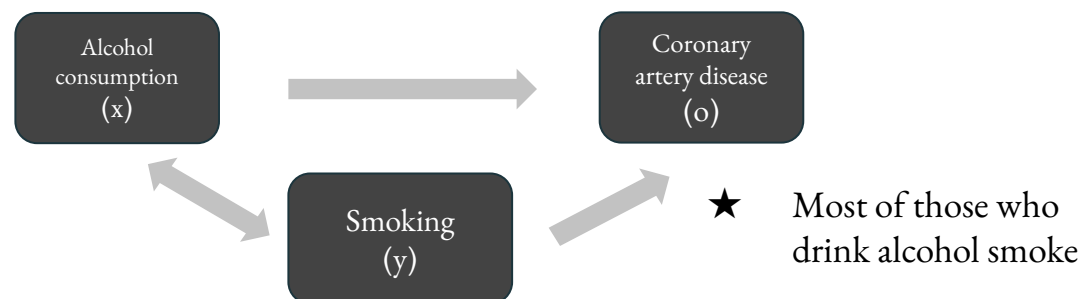 Alcohol
consumption
(x)
Coronary
artery disease
(o)
Smoking
(y)
★ Most of those who
drink alcohol smoke